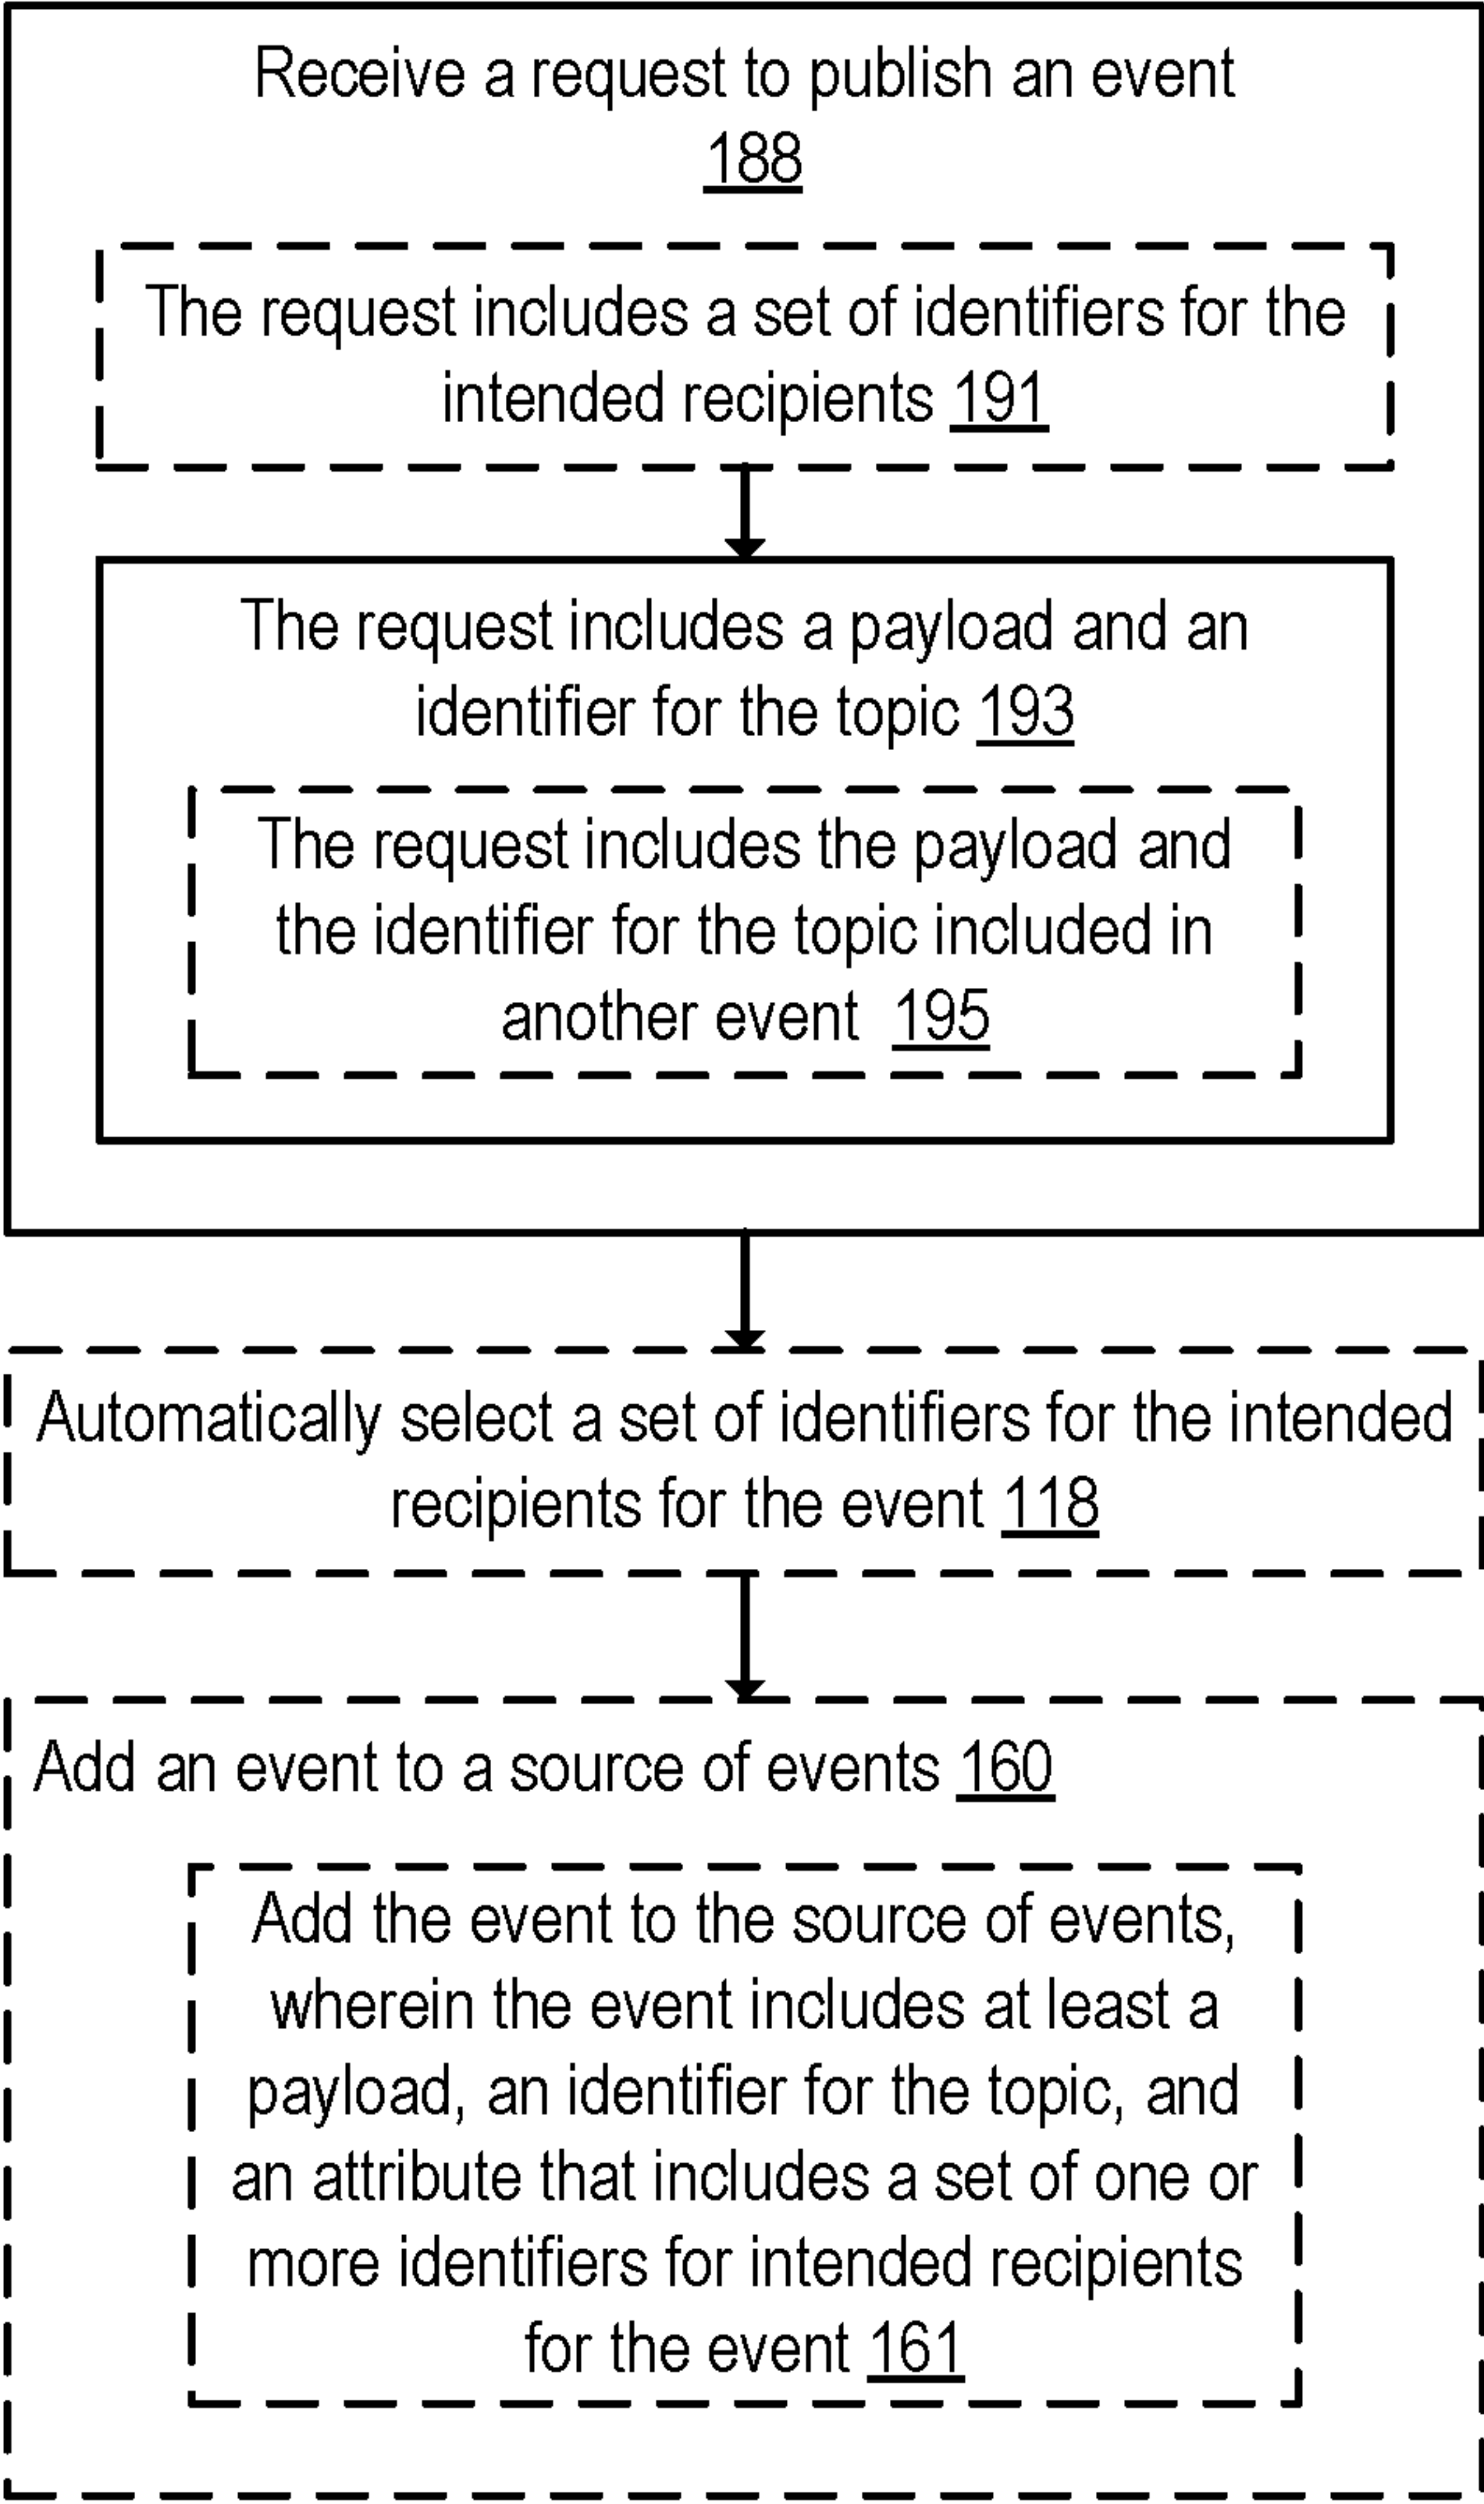 Receive a request to publish an event
188
The request includes a set of identifiers for the
intended recipients 191
The request includes a payload and an
identifier for the topic 193
The request includes the payload and
the identifier for the topic included in
another event 195
Automatically select a set of identifiers for the intended
recipients for the event 118
Add an event to a source of events 160
Add the event to the source of events,
wherein the event includes at least a
payload, an identifier for the topic, and
an attribute that includes a set of one or
more identifiers for intended recipients
for the event 161